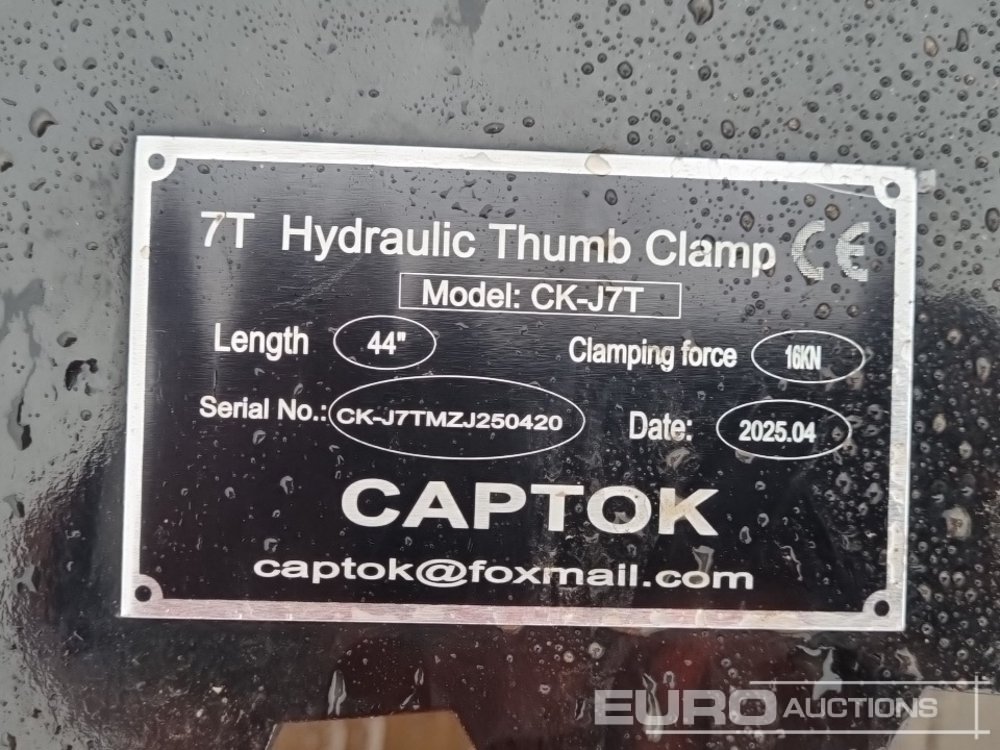 7T Hydraulic Thumb Clamp CE
Model: CK-J7T
Length 44" Clamping force 16KN
Serial No.: CK-J7TMZJ250420 Date: 2025.04
CAPTOK
captok@foxmail.com
EURO AUCTIONS